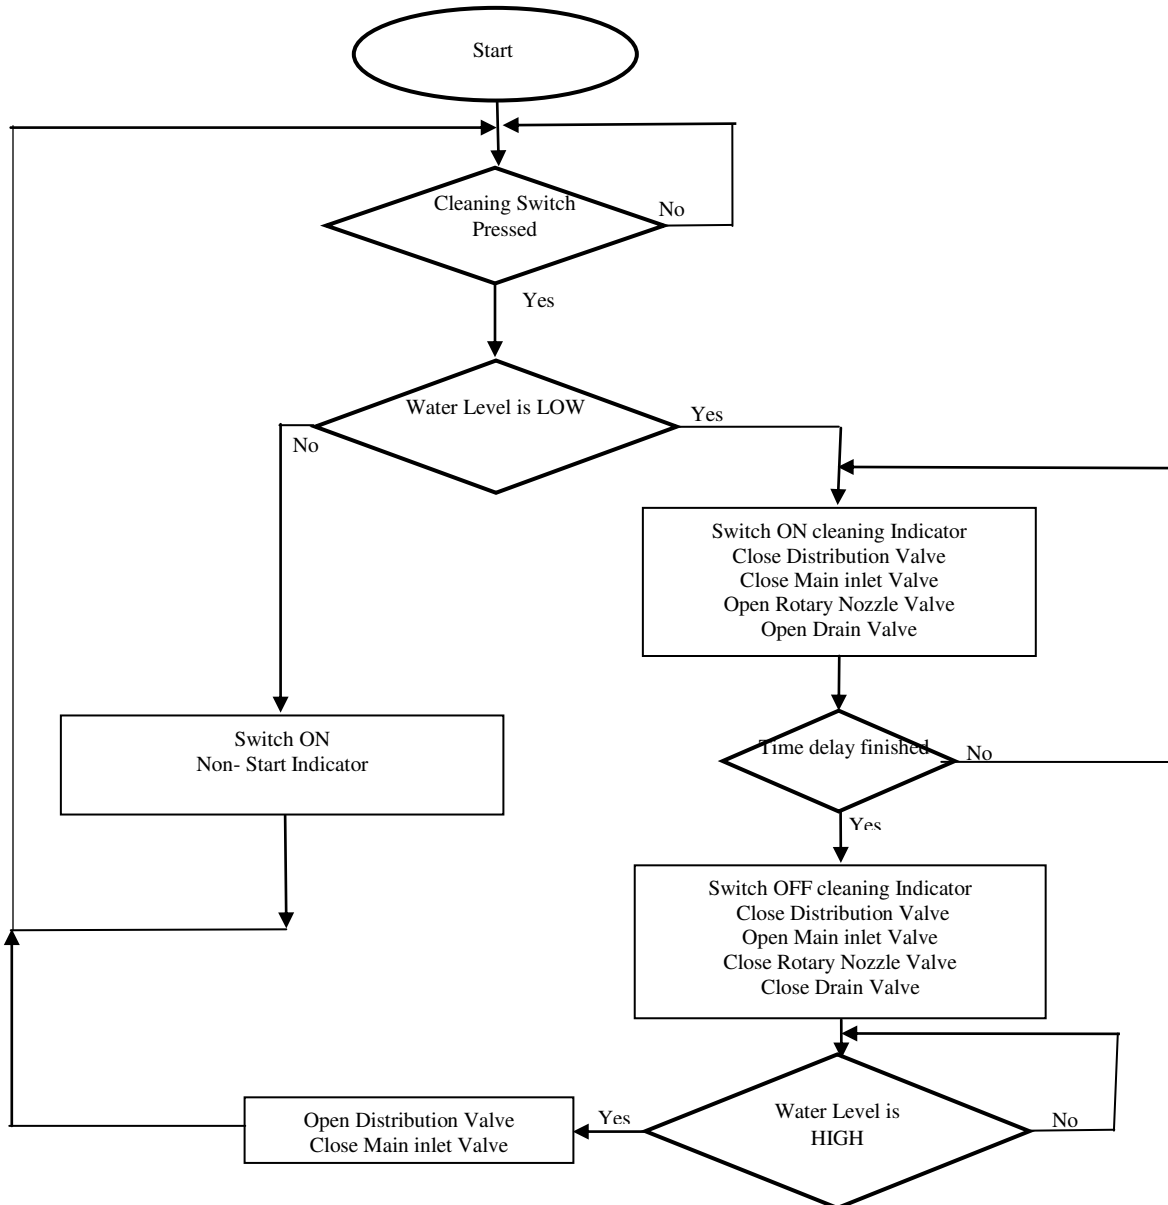 Start
Cleaning Switch
Pressed
No
Yes
Water Level is LOW
Yes
No
Switch ON cleaning Indicator
Close Distribution Valve
Close Main inlet Valve
Open Rotary Nozzle Valve
Open Drain Valve
Switch ON
Non- Start Indicator
Time delay finished
No
Yes
Switch OFF cleaning Indicator
Close Distribution Valve
Open Main inlet Valve
Close Rotary Nozzle Valve
Close Drain Valve
Open Distribution Valve
Close Main inlet Valve
Yes
Water Level is
HIGH
No